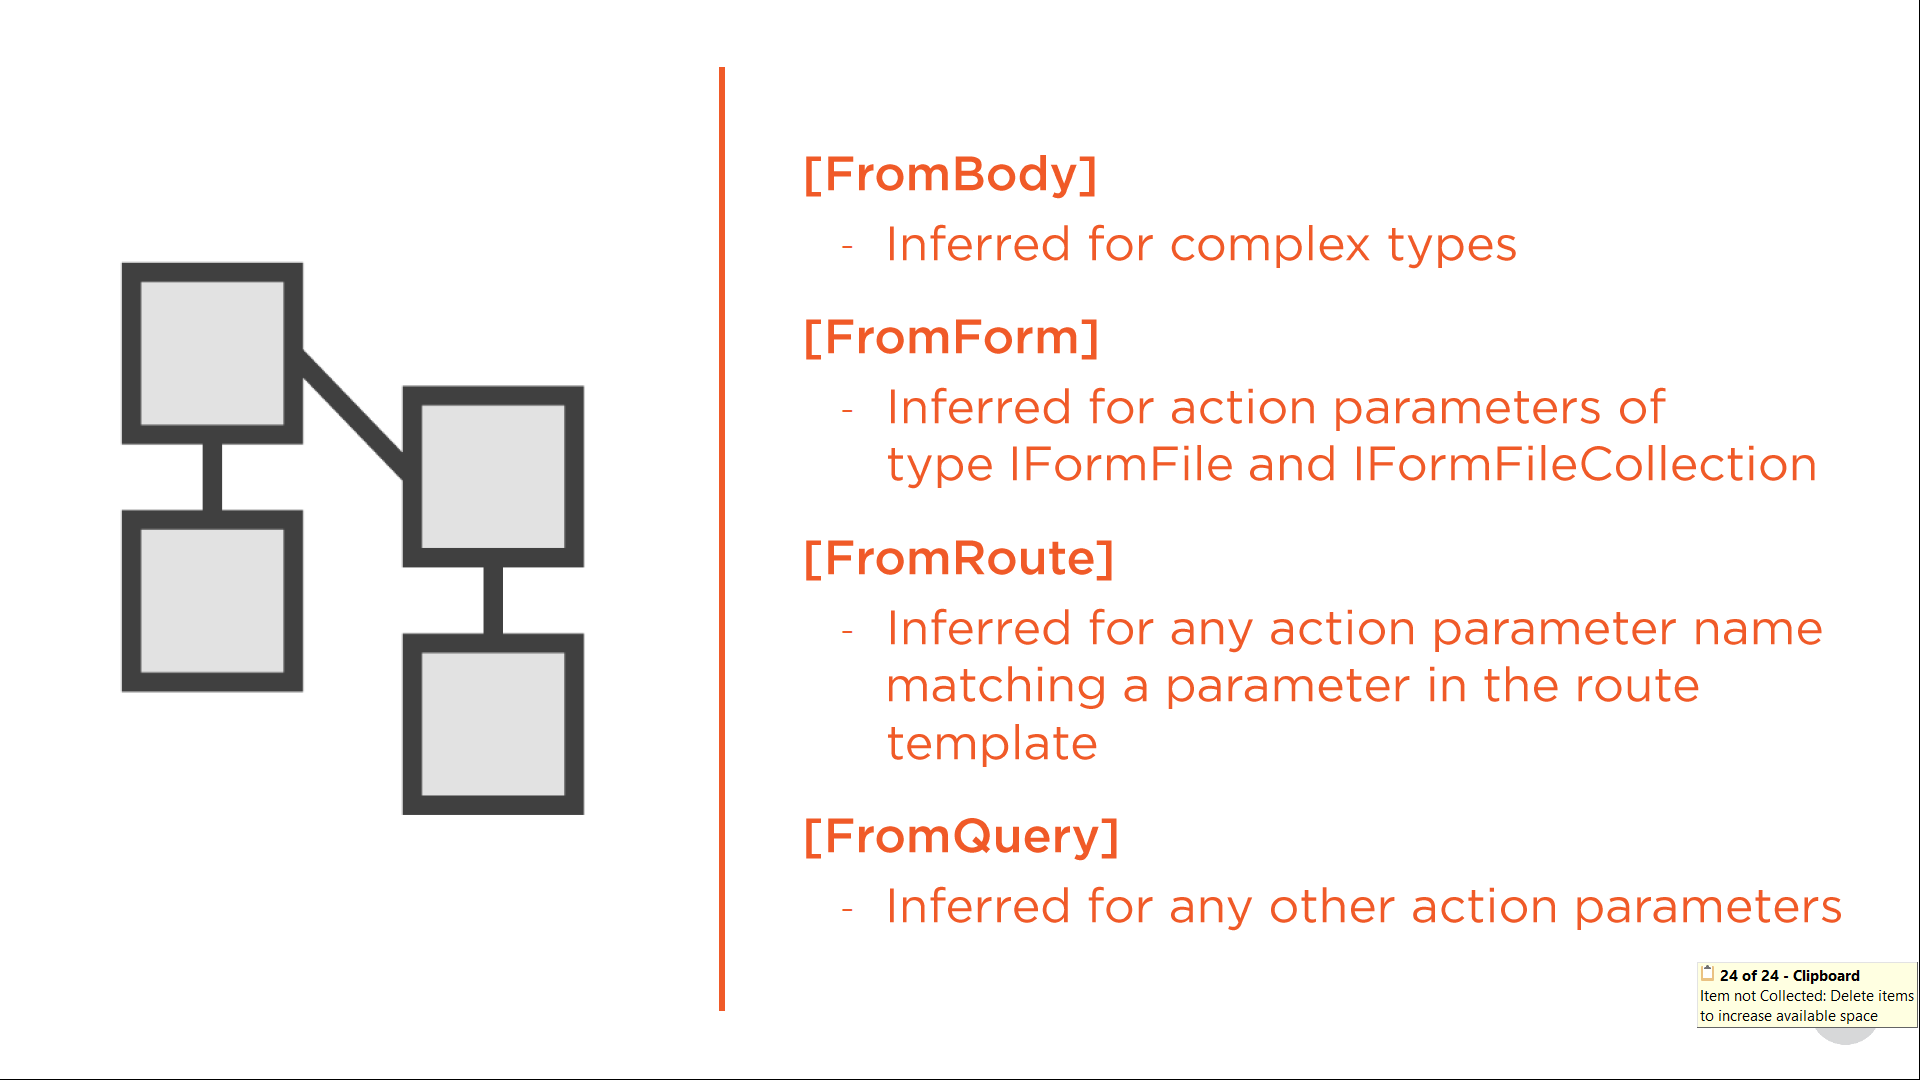 [FromBody]
- Inferred for complex types
[FromForm]
- Inferred for action parameters of
type IFormFile and IFormFileCollection
[FromRoute]
- Inferred for any action parameter name
matching a parameter in the route
template
[FromQuery]
- Inferred for any other action parameters
24 of 24 - Clipboard
Item not Collected: Delete items
to increase available space